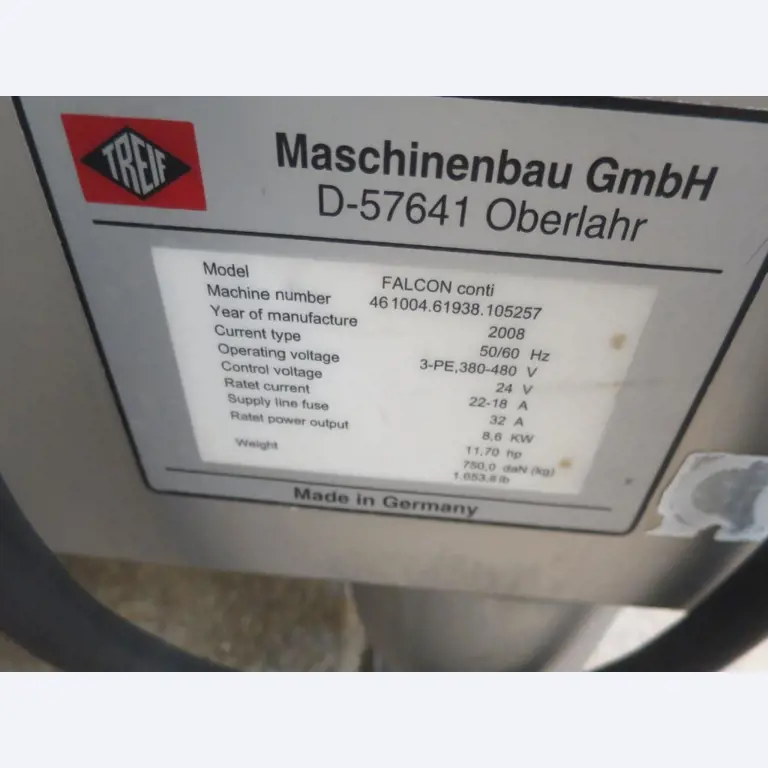 TREIF
Maschinenbau GmbH
D-57641 Oberlahr
Model FALCON conti
Machine number 461004.61938.105257
Year of manufacture 2008
Current type 50/60 Hz
Operating voltage 3-PE,380-480 V
Control voltage 24 V
Ratet current 22-18 A
Supply line fuse 32 A
Ratet power output 8,6 KW
11,70 hp
Weight 750,0 daN (kg)
1.653,8 lb
Made in Germany